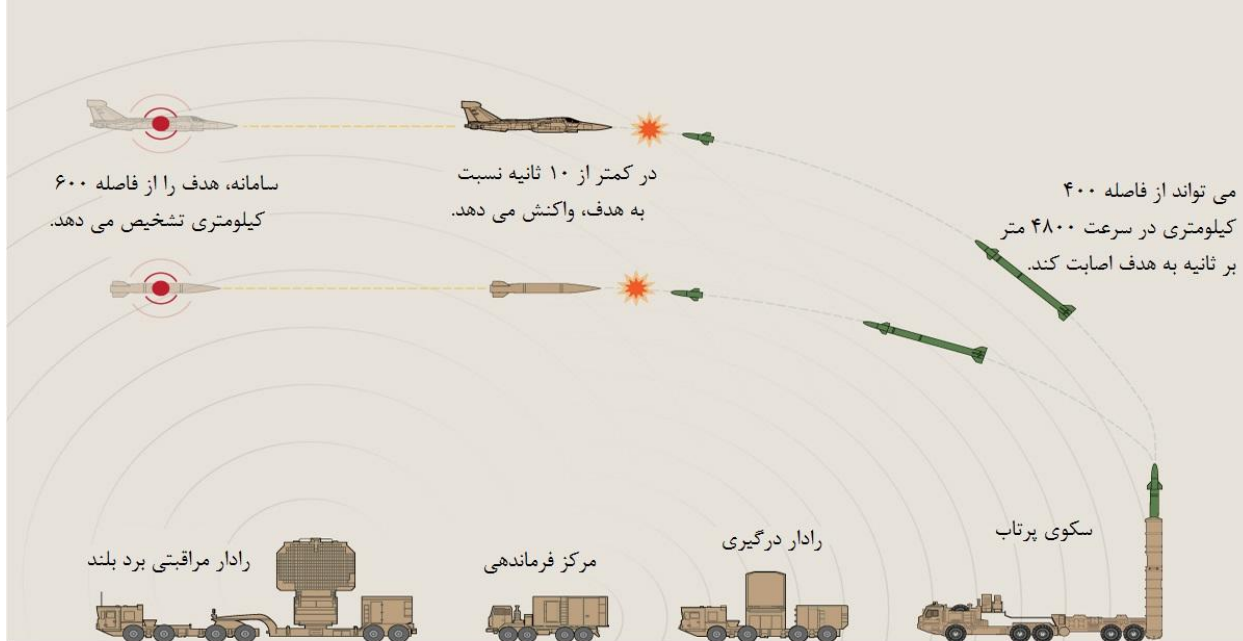 می تواند از فاصله ۴۰۰
کیلومتری در سرعت ۴۸۰۰ متر
بر ثانیه به هدف اصابت کند.
در کمتر از ۱۰ ثانیه نسبت
به هدف، واکنش می دهد.
سامانه، هدف را از فاصله ۶۰۰
کیلومتری تشخیص می دهد.
سکوی پرتاب
رادار درگیری
مرکز فرماندهی
رادار مراقبتی برد بلند